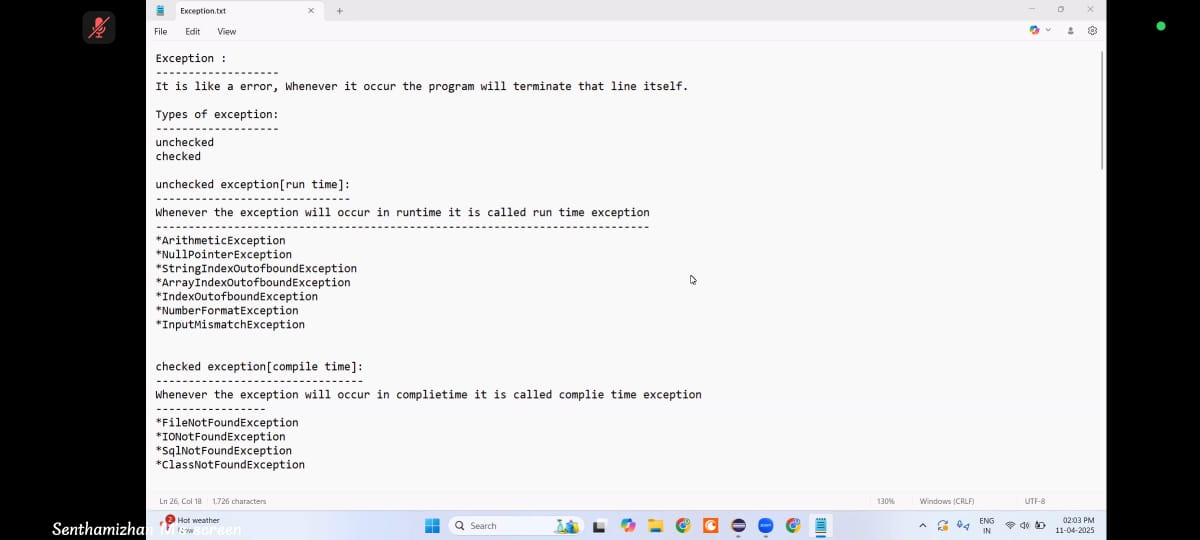 Exception.txt
File Edit View
Exception :
-------------------
It is like a error, Whenever it occur the program will terminate that line itself.
Types of exception:
-------------------
unchecked
checked
unchecked exception[run time]:
------------------------------
Whenever the exception will occur in runtime it is called run time exception
----------------------------------------------------------------------------
*ArithmeticException
*NullPointerException
*StringIndexOutofboundException
*ArrayIndexOutofboundException
*IndexOutofboundException
*NumberFormatException
*InputMismatchException
checked exception[compile time]:
--------------------------------
Whenever the exception will occur in complietime it is called complie time exception
-----------------
*FileNotFoundException
*IONotFoundException
*SqlNotFoundException
*ClassNotFoundException
Ln 26, Col 18 1,726 characters 130% Windows (CRLF) UTF-8
2 Hot weather
Search
ENG
IN
02:03 PM
11-04-2025
Senthamizhan screen